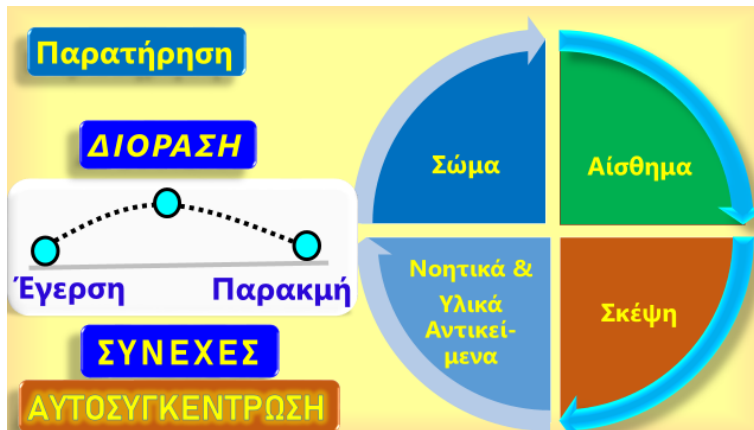 Παρατήρηση
ΔΙΟΡΑΣΗ
Έγερση
Παρακμή
ΣΥΝΕΧΕΣ
ΑΥΤΟΣΥΓΚΕΝΤΡΩΣΗ
Σώμα
Αίσθημα
Νοητικά &
Υλικά
Αντικεί-
μενα
Σκέψη